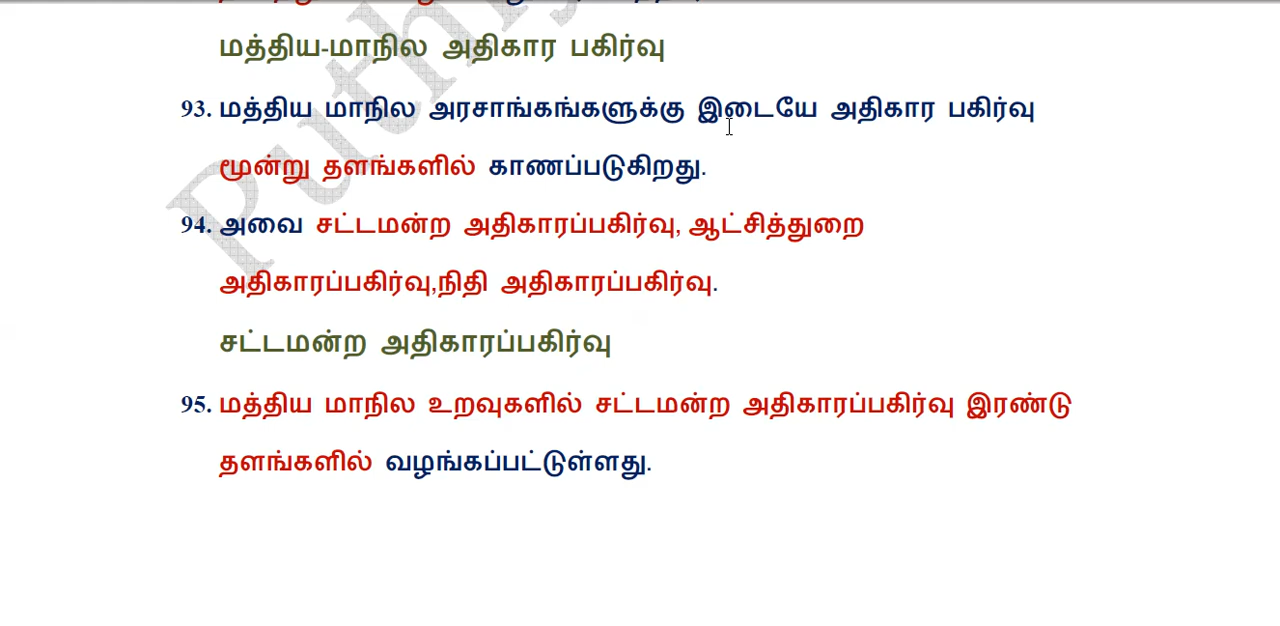 மத்திய-மாநில அதிகார பகிர்வு
93. மத்திய மாநில அரசாங்கங்களுக்கு இடையே அதிகார பகிர்வு
மூன்று தளங்களில் காணப்படுகிறது.
94. அவை சட்டமன்ற அதிகாரப்பகிர்வு, ஆட்சித்துறை
அதிகாரப்பகிர்வு,நிதி அதிகாரப்பகிர்வு.
சட்டமன்ற அதிகாரப்பகிர்வு
95. மத்திய மாநில உறவுகளில் சட்டமன்ற அதிகாரப்பகிர்வு இரண்டு
தளங்களில் வழங்கப்பட்டுள்ளது.